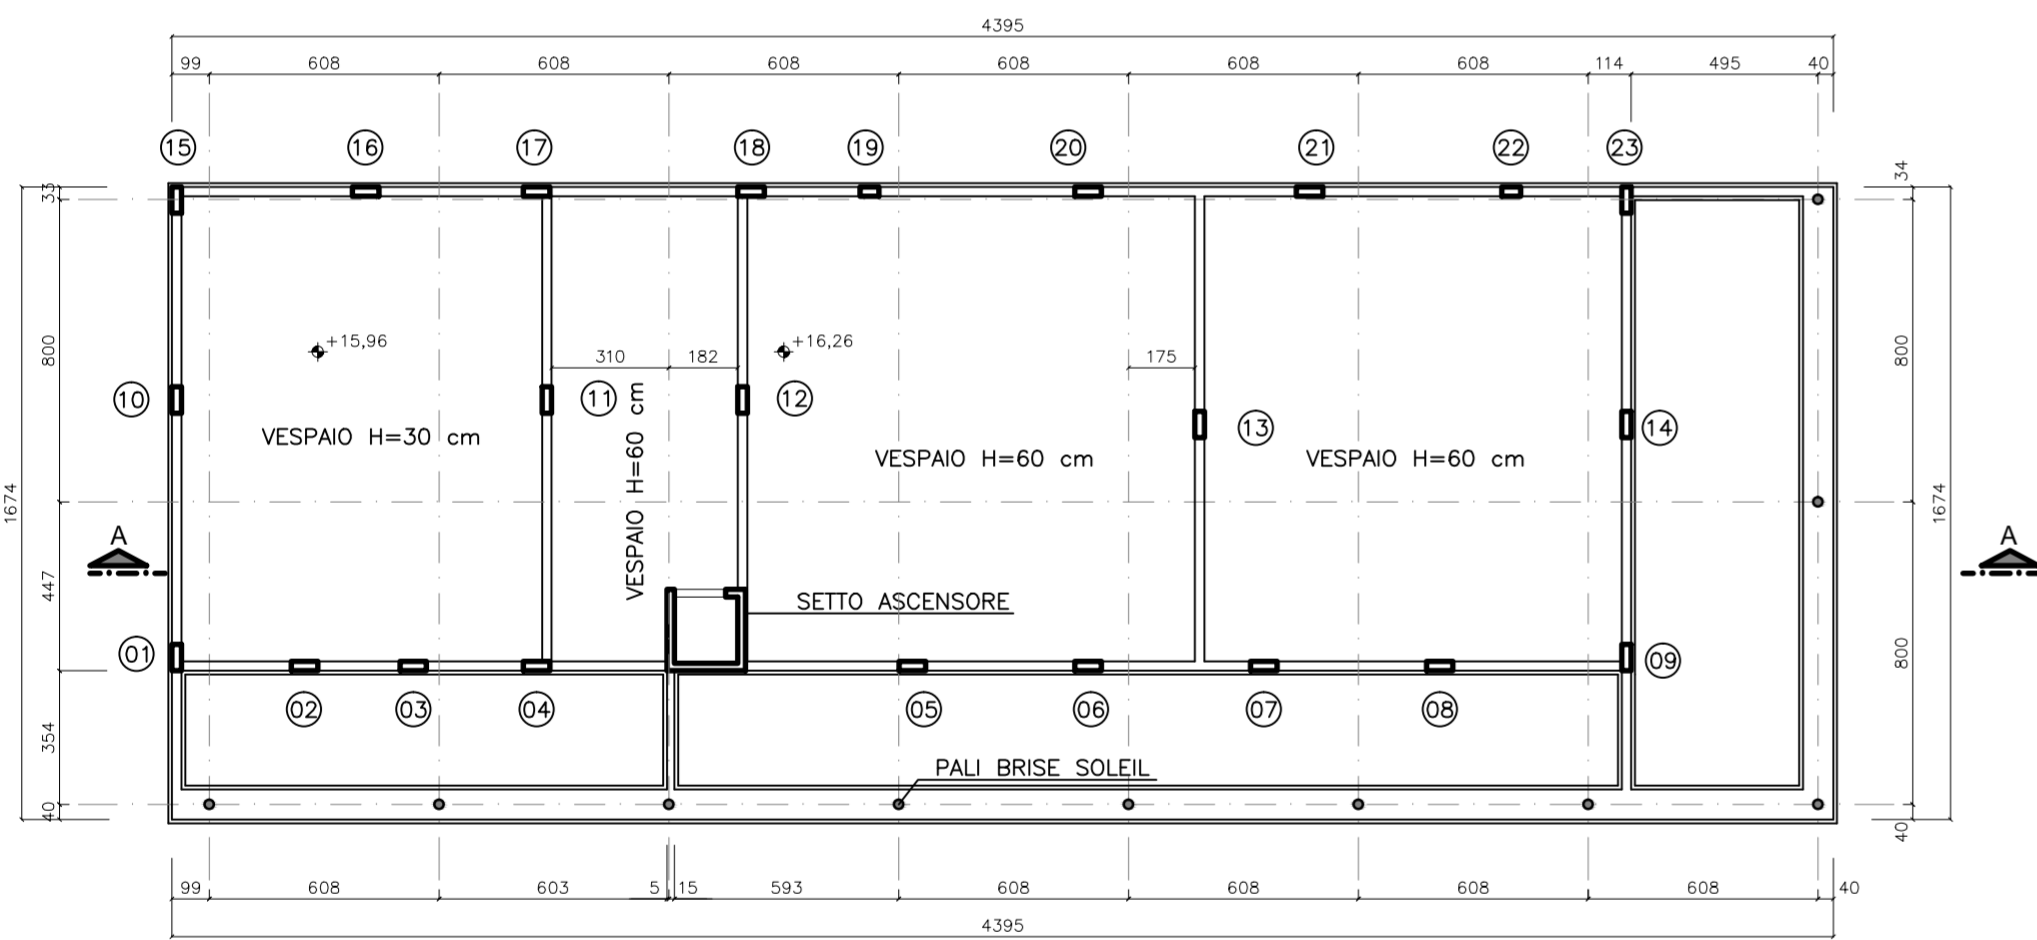 4395
99 608 608 608 608 608 608 114 495 40
15 16 17 18 19 20 21 22 23
33 34
+15,96 +16,26
800 310 182 175 800
10 11 12 13 14
VESPAIO H=30 cm
VESPAIO H=60 cm
VESPAIO H=60 cm
VESPAIO H=60 cm
1674 1674
A A
447 800
SETTO ASCENSORE
01 09
02 03 04 05 06 07 08
354
PALI BRISE SOLEIL
40 40
99 608 603 5 15 593 608 608 608 608 40
4395